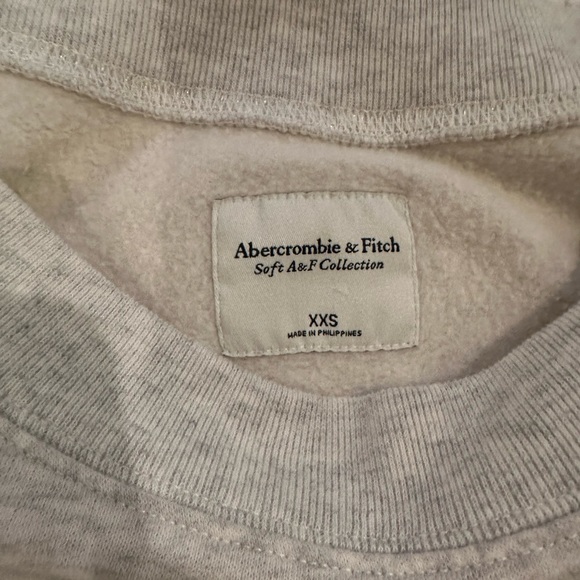 Abercrombie & Fitch
Soft A&F Collection
XXS
MADE IN PHILIPPINES